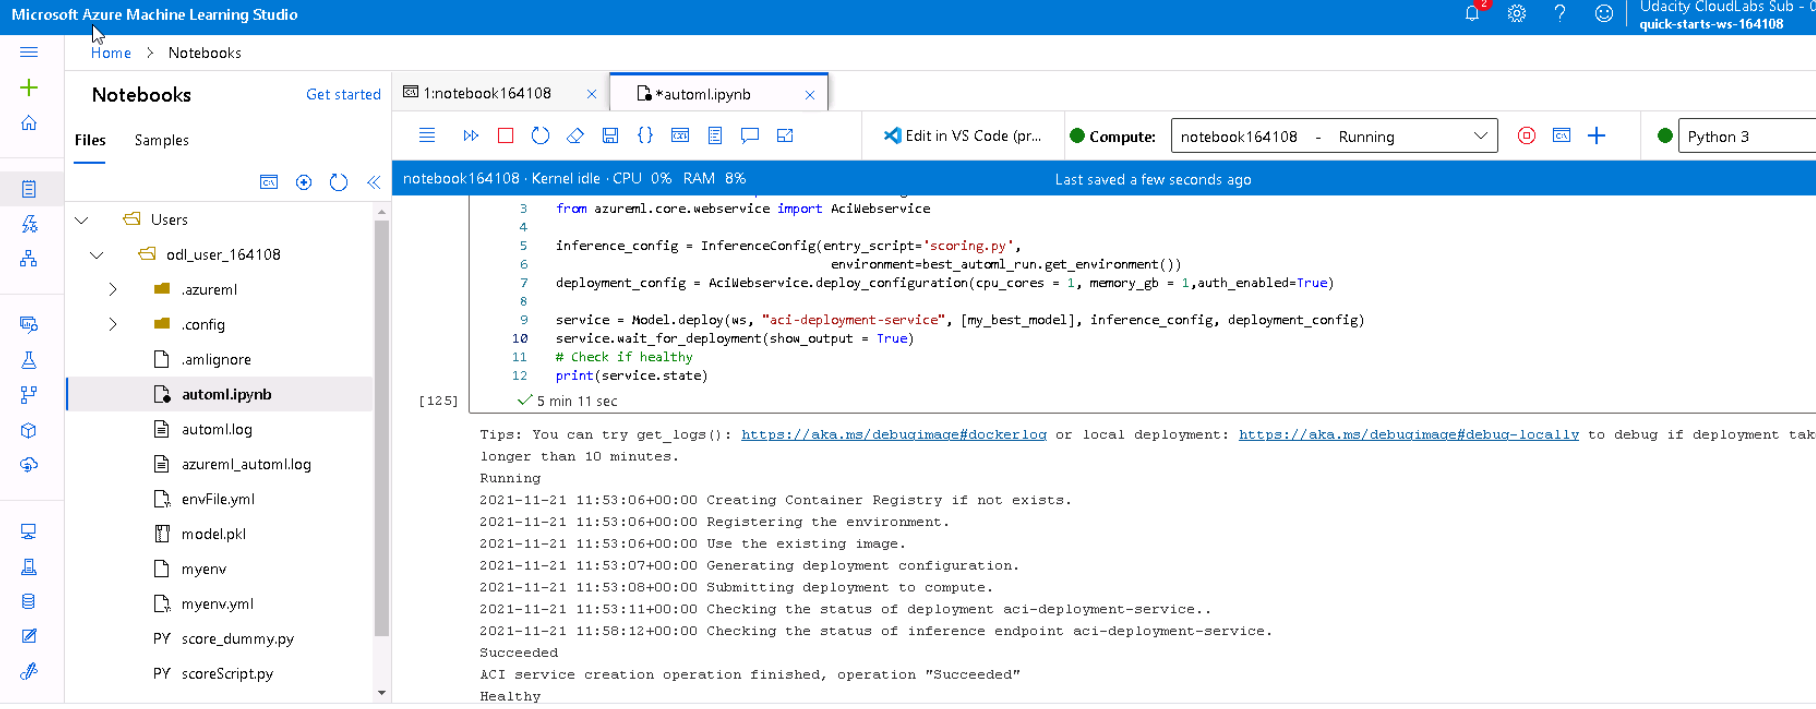 Microsoft Azure Machine Learning Studio
2
Udacity CloudLabs Sub - 0
quick-starts-ws-164108
Home > Notebooks
Notebooks
Get started
Files
Samples
Users
odl_user_164108
.azureml
.config
.amlignore
automl.ipynb
automl.log
azureml_automl.log
envFile.yml
model.pkl
myenv
myenv.yml
PY score_dummy.py
PY scoreScript.py
1:notebook164108
*automl.ipynb
Edit in VS Code (pr...
Compute:
notebook164108 - Running
Python 3
notebook164108 · Kernel idle · CPU 0% RAM 8%
Last saved a few seconds ago
3 from azureml.core.webservice import AciWebservice
4
5 inference_config = InferenceConfig(entry_script='scoring.py',
6 environment=best_automl_run.get_environment())
7 deployment_config = AciWebservice.deploy_configuration(cpu_cores = 1, memory_gb = 1,auth_enabled=True)
8
9 service = Model.deploy(ws, "aci-deployment-service", [my_best_model], inference_config, deployment_config)
10 service.wait_for_deployment(show_output = True)
11 # Check if healthy
12 print(service.state)
[125]
5 min 11 sec
Tips: You can try get_logs(): https://aka.ms/debugimage#dockerlog or local deployment: https://aka.ms/debugimage#debug-locally to debug if deployment tak
longer than 10 minutes.
Running
2021-11-21 11:53:06+00:00 Creating Container Registry if not exists.
2021-11-21 11:53:06+00:00 Registering the environment.
2021-11-21 11:53:06+00:00 Use the existing image.
2021-11-21 11:53:07+00:00 Generating deployment configuration.
2021-11-21 11:53:08+00:00 Submitting deployment to compute.
2021-11-21 11:53:11+00:00 Checking the status of deployment aci-deployment-service..
2021-11-21 11:58:12+00:00 Checking the status of inference endpoint aci-deployment-service.
Succeeded
ACI service creation operation finished, operation "Succeeded"
Healthy